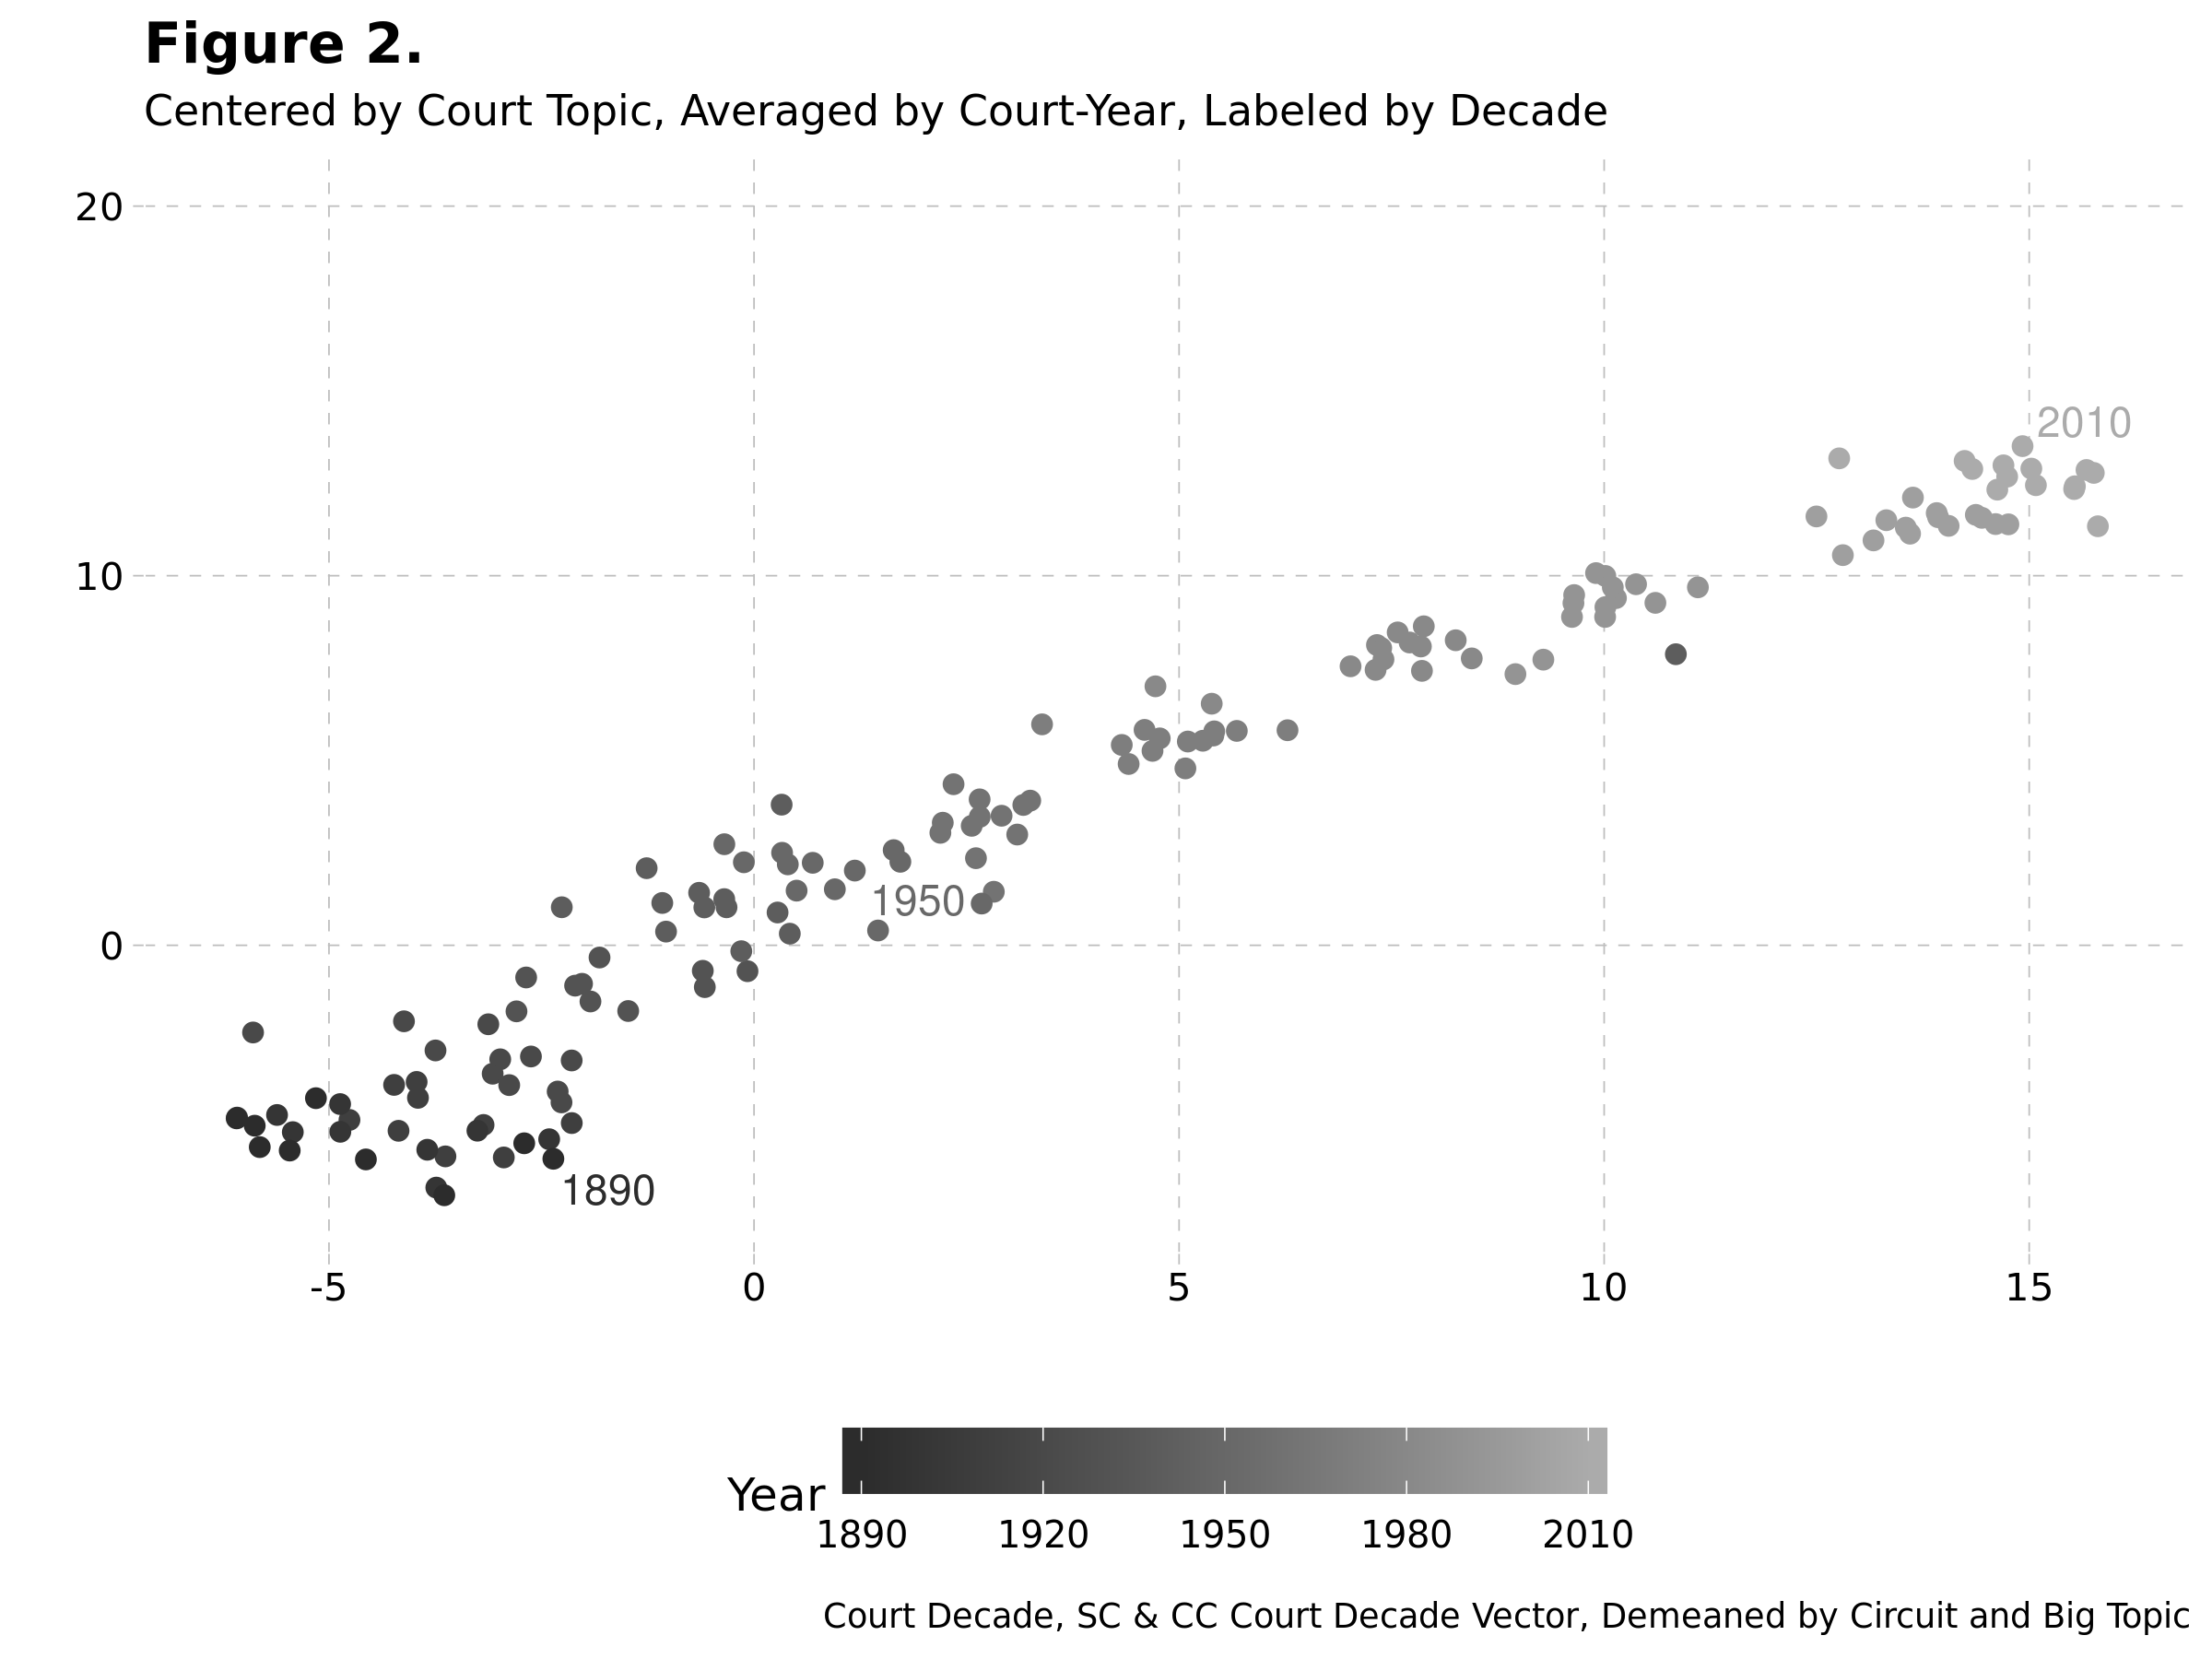 Figure 2.
Centered by Court Topic, Averaged by Court-Year, Labeled by Decade
20
2010
10
1950
0
1890
-5 0 5 10 15
Year
1890 1920 1950 1980 2010
Court Decade, SC & CC Court Decade Vector, Demeaned by Circuit and Big Topic